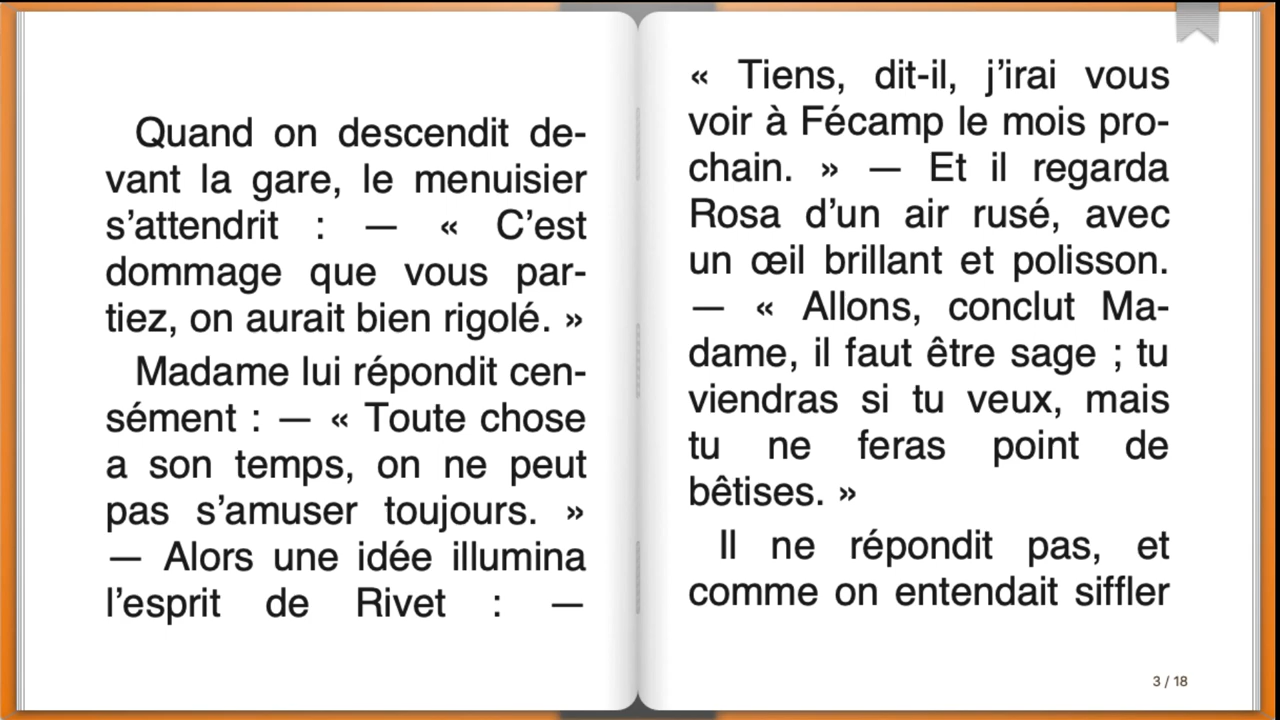 Quand on descendit de-
vant la gare, le menuisier
s’attendrit : — « C’est
dommage que vous par-
tiez, on aurait bien rigolé. »
Madame lui répondit cen-
sément : — « Toute chose
a son temps, on ne peut
pas s’amuser toujours. »
— Alors une idée illumina
l’esprit de Rivet : —
« Tiens, dit-il, j’irai vous
voir à Fécamp le mois pro-
chain. » — Et il regarda
Rosa d’un air rusé, avec
un œil brillant et polisson.
— « Allons, conclut Ma-
dame, il faut être sage ; tu
viendras si tu veux, mais
tu ne feras point de
bêtises. »
Il ne répondit pas, et
comme on entendait siffler
3 / 18